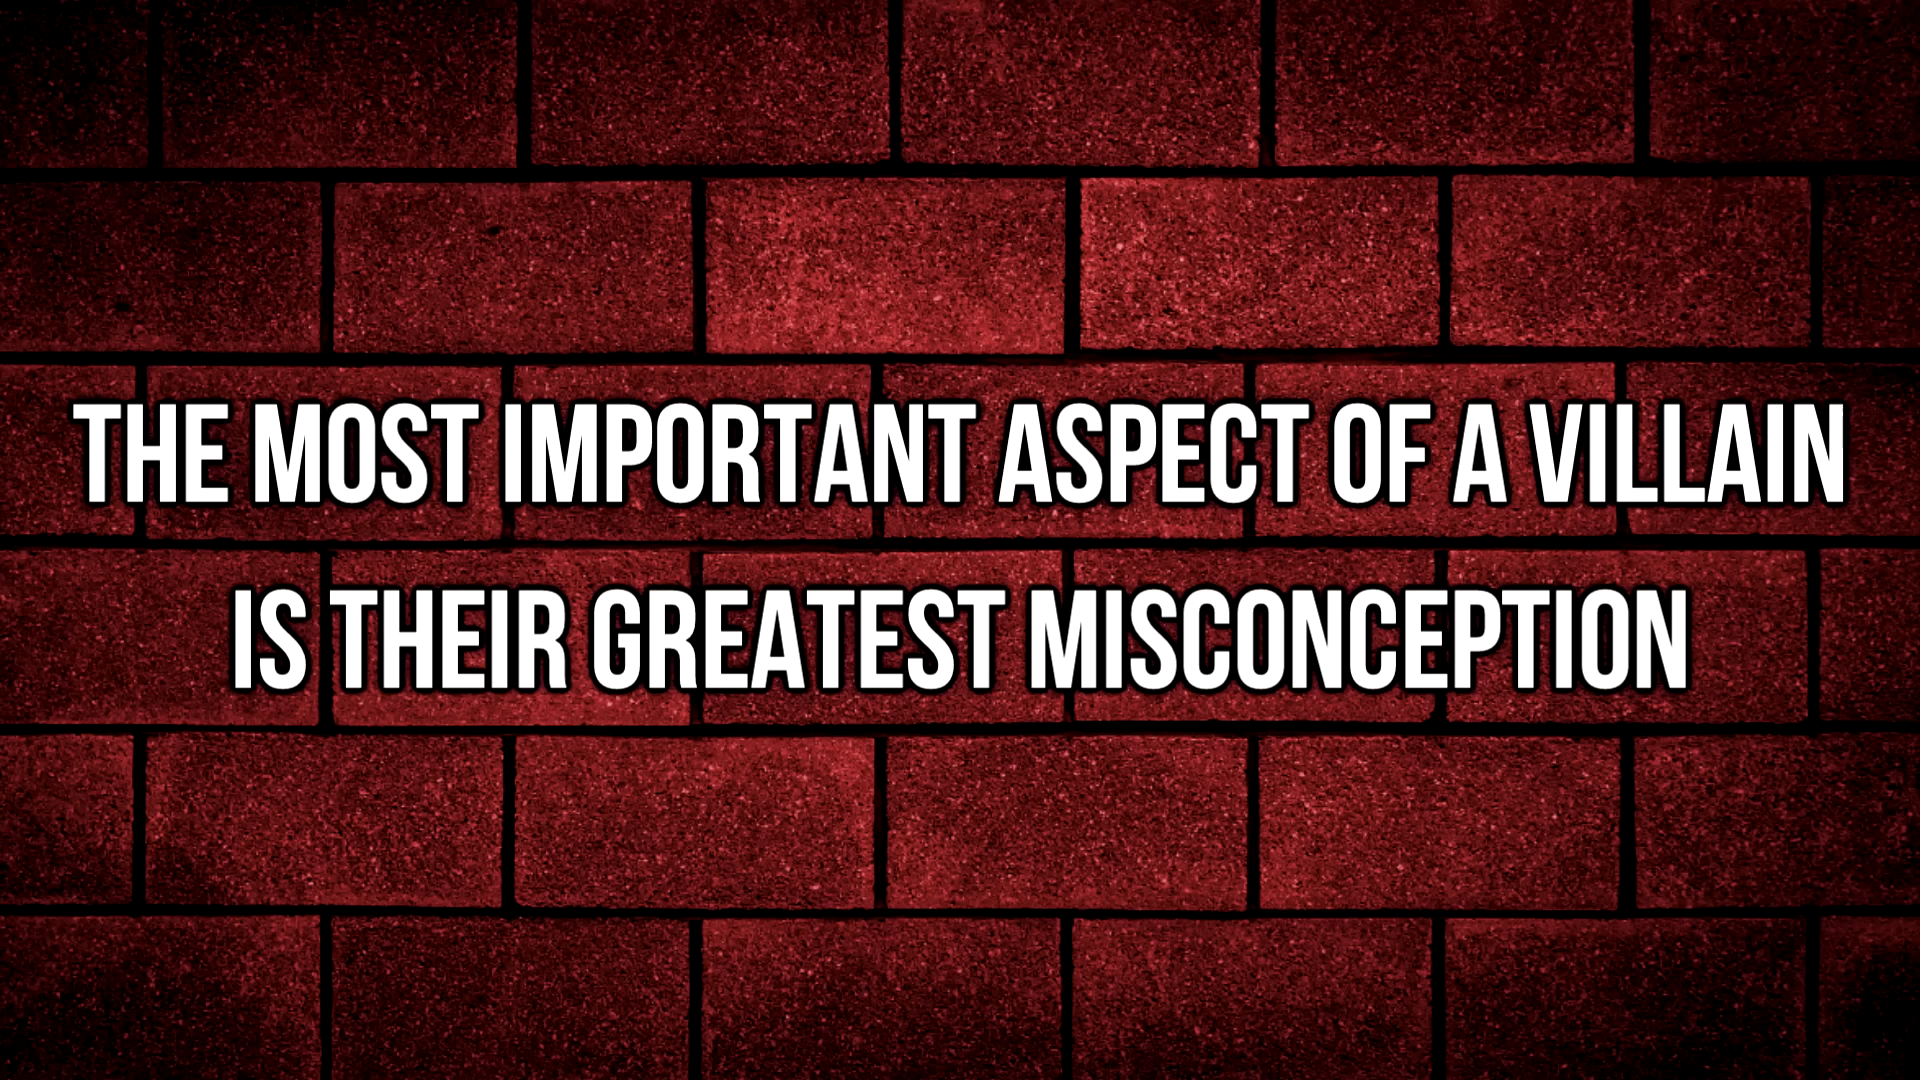 THE MOST IMPORTANT ASPECT OF A VILLAIN
IS THEIR GREATEST MISCONCEPTION